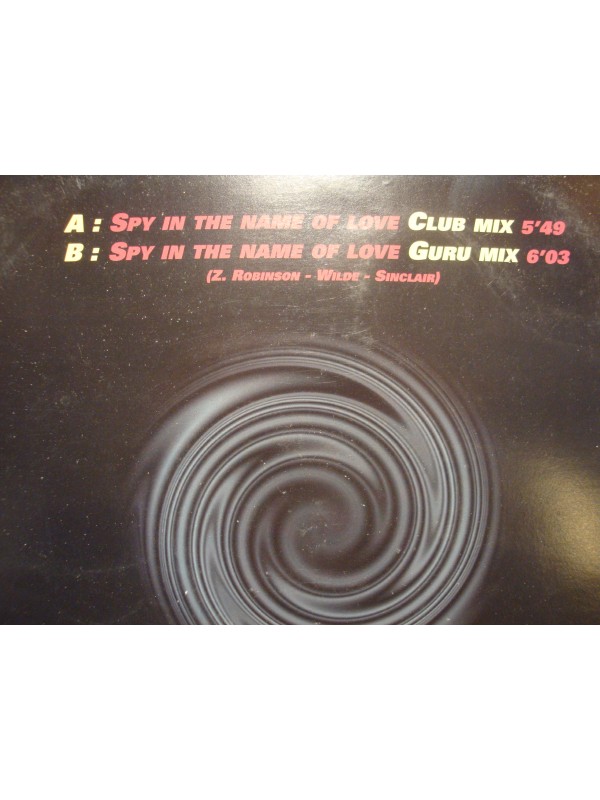 A : Spy in the name of love Club mix 5'49
B : Spy in the name of love Guru mix 6'03
(Z. Robinson - Wilde - Sinclair)